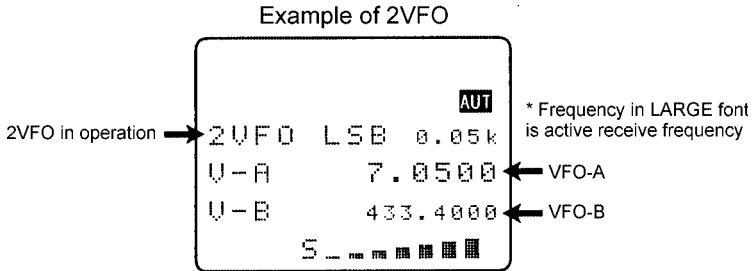 Example of 2VFO
AUT
* Frequency in LARGE font
is active receive frequency
2VFO in operation
2VFO LSB 0.05k
V-A 7.0500
VFO-A
V-B 433.4000
VFO-B
S